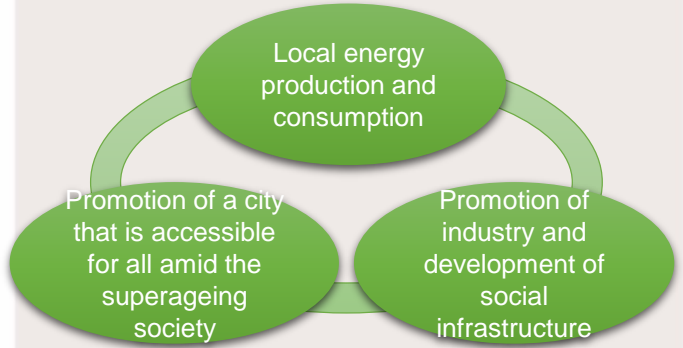 Local energy
production and
consumption
Promotion of a city
that is accessible
for all amid the
superageing
society
Promotion of
industry and
development of
social
infrastructure